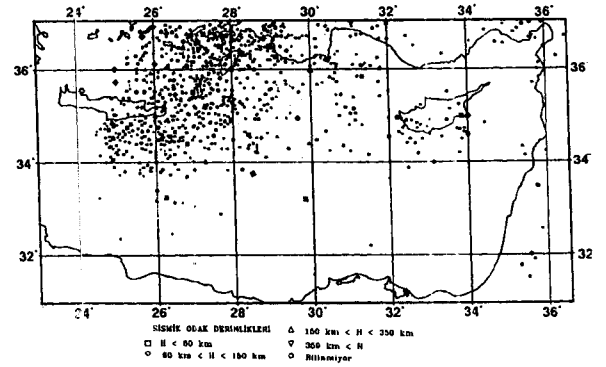 24° 26° 28° 30° 32° 34° 36°
36° 36°
34° 34°
32° 32
23 24° 26° 28° 30° 32° 34° 36°
SİSMİK ODAK DERİNLİKLERİ
□ H < 60 km
○ 60 km < H < 150 km
△ 150 km < H < 350 km
▽ 350 km < H
○ Bilinmiyor